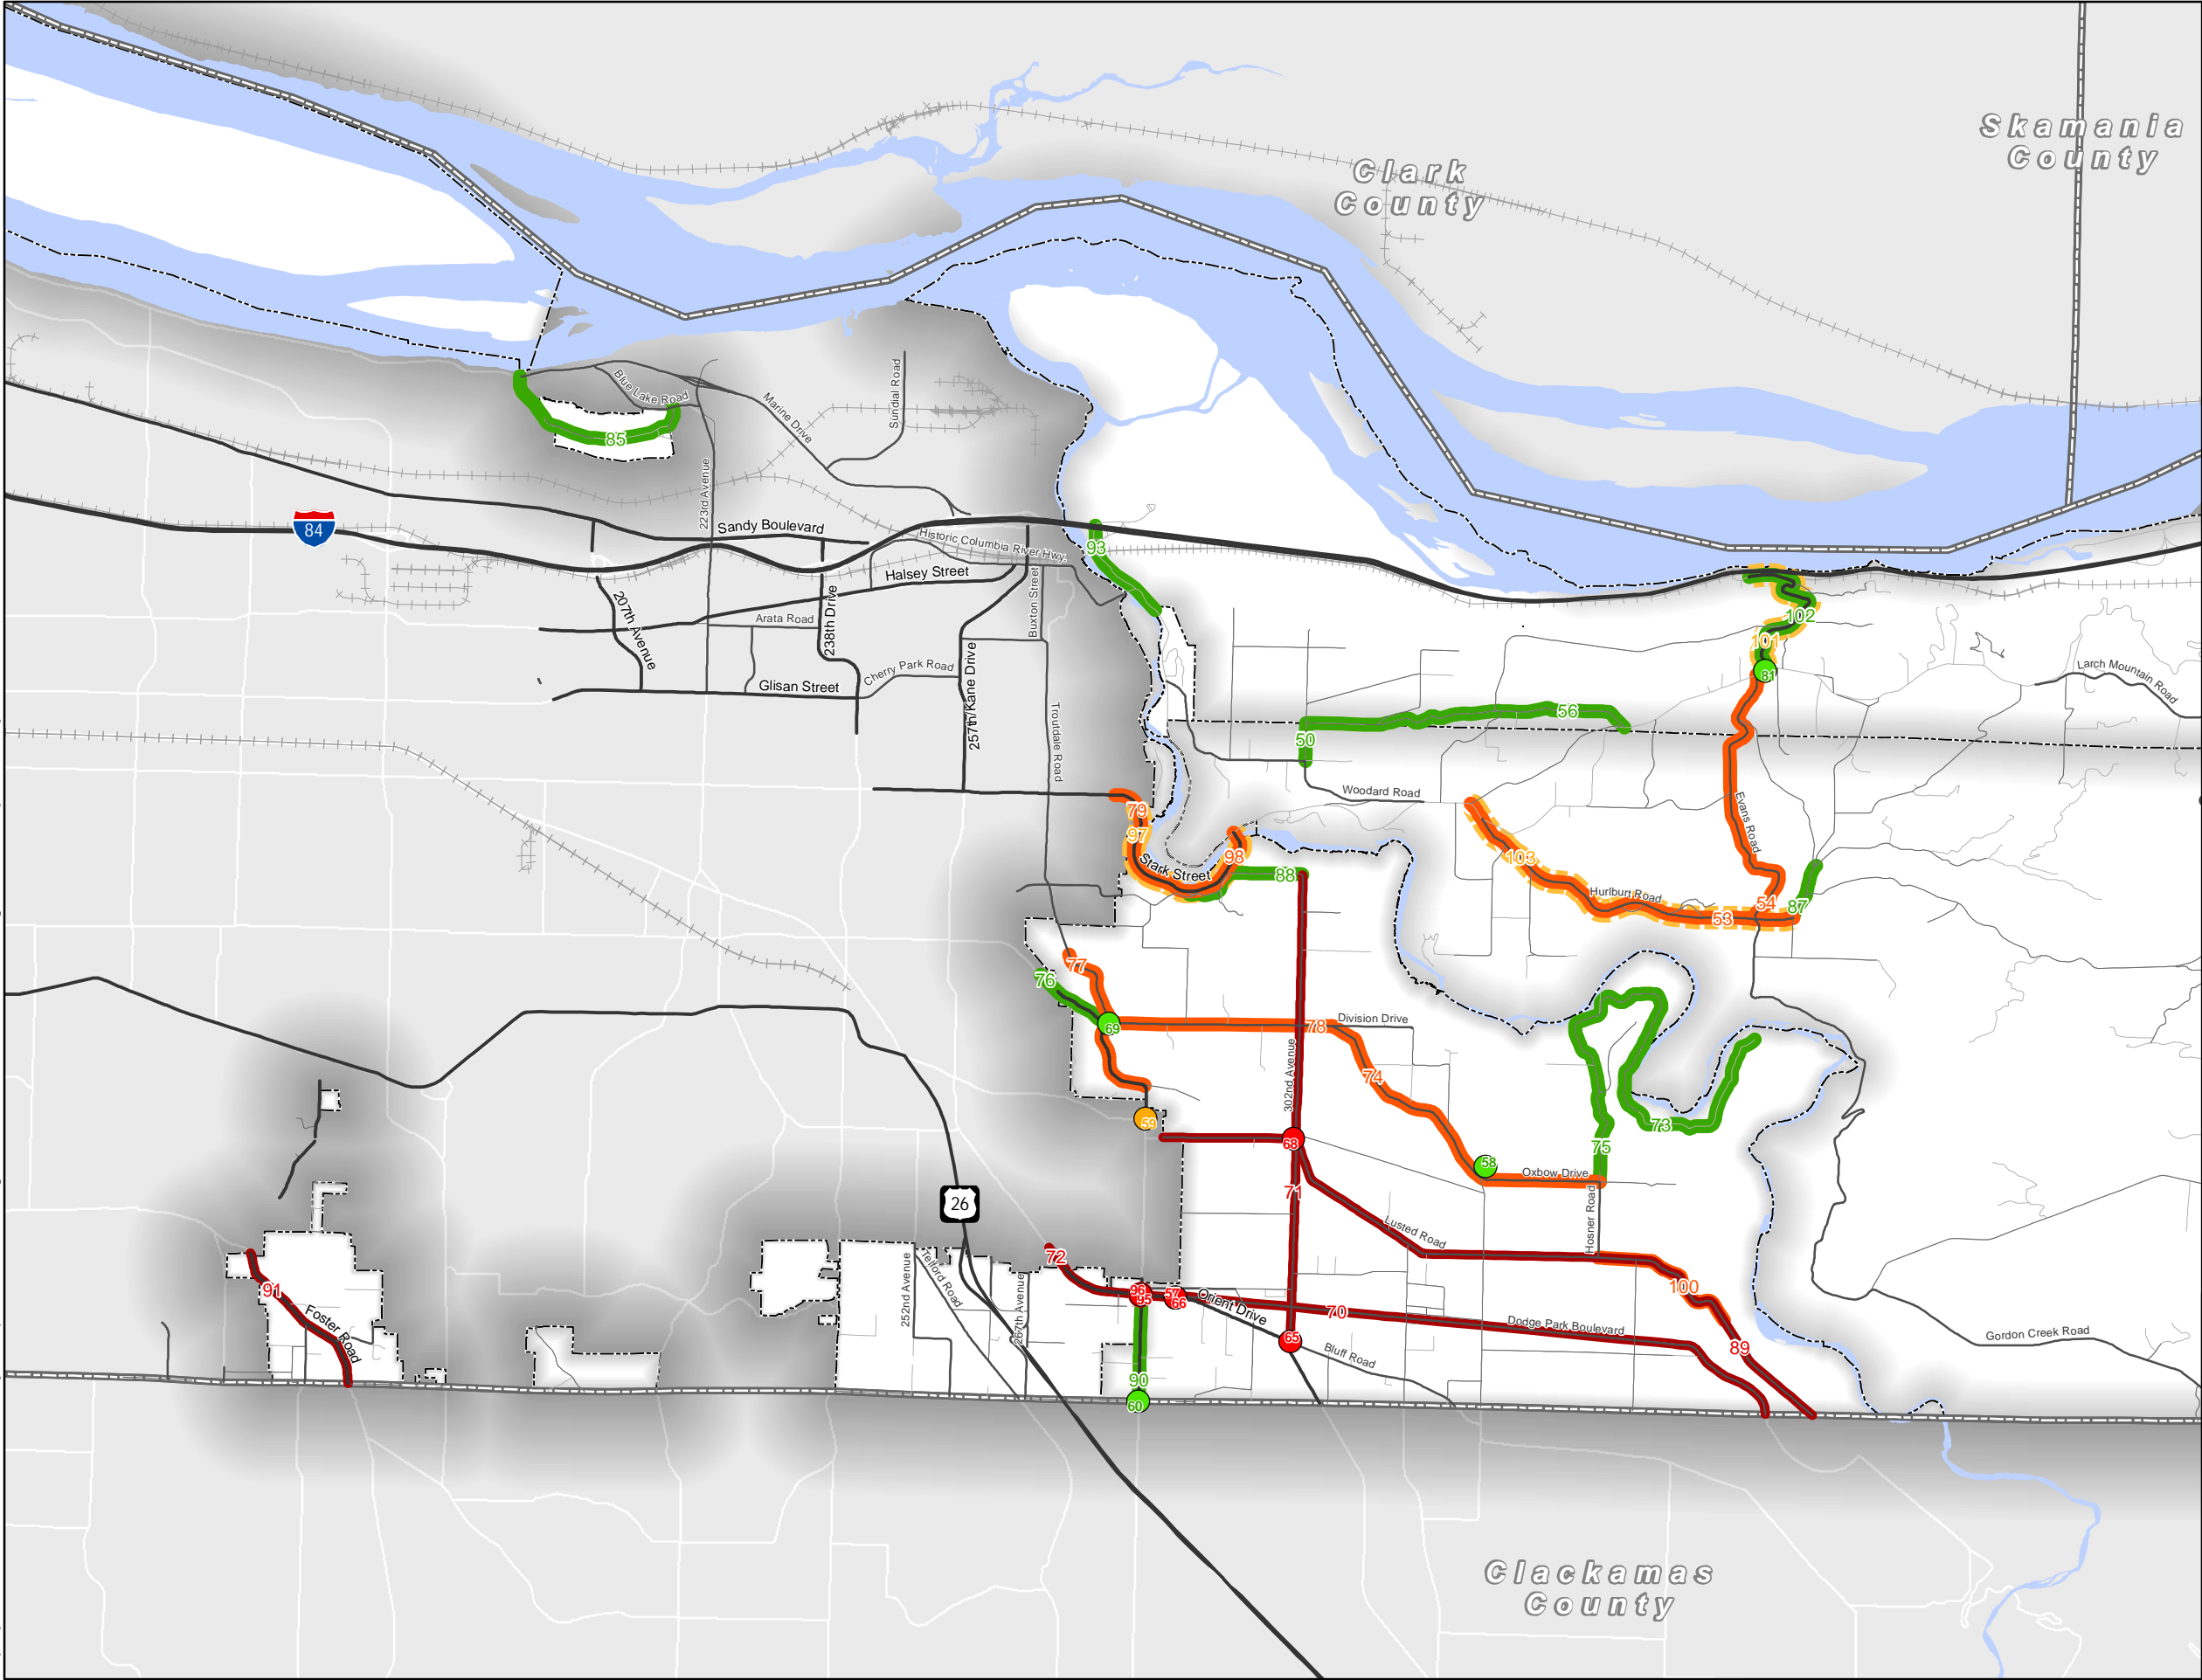 Skamania
County
Clark
County
Blue Lake Road
Marine Drive
Sundial Road
85
223rd Avenue
84
Sandy Boulevard
Historic Columbia River Hwy.
93
Halsey Street
207th Avenue
Arata Road
238th Drive
Buxton Street
Cherry Park Road
Glisan Street
257th/Kane Drive
Troutdale Road
102
101
81
Larch Mountain Road
56
50
Woodard Road
Evans Road
79
97
Stark Street
98
88
103
Hurlburt Road
53
54
87
77
76
69
78
Division Drive
302nd Avenue
74
59
68
73
75
58
Oxbow Drive
71
26
Lusted Road
Hosner Road
72
252nd Avenue
Telford Road
267th Avenue
91
Foster Road
96
95
57
66
Orient Drive
70
65
Bluff Road
Dodge Park Boulevard
100
89
Gordon Creek Road
90
60
Clackamas
County